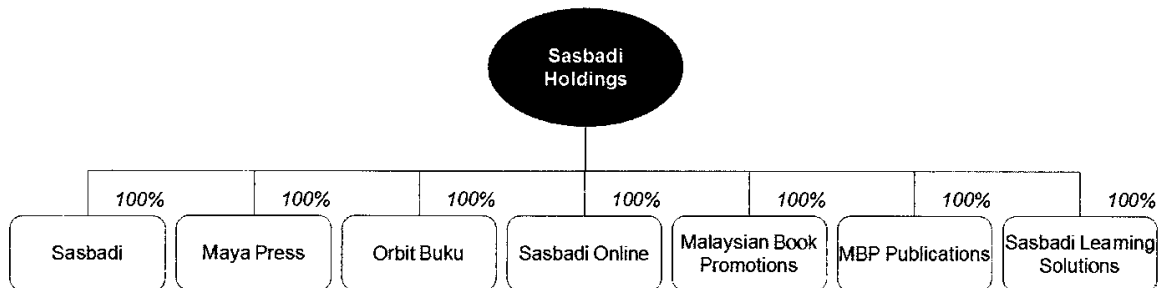 Sasbadi
Holdings
100% 100% 100% 100% 100% 100% 100%
Sasbadi
Maya Press
Orbit Buku
Sasbadi Online
Malaysian Book
Promotions
MBP Publications
Sasbadi Learning
Solutions